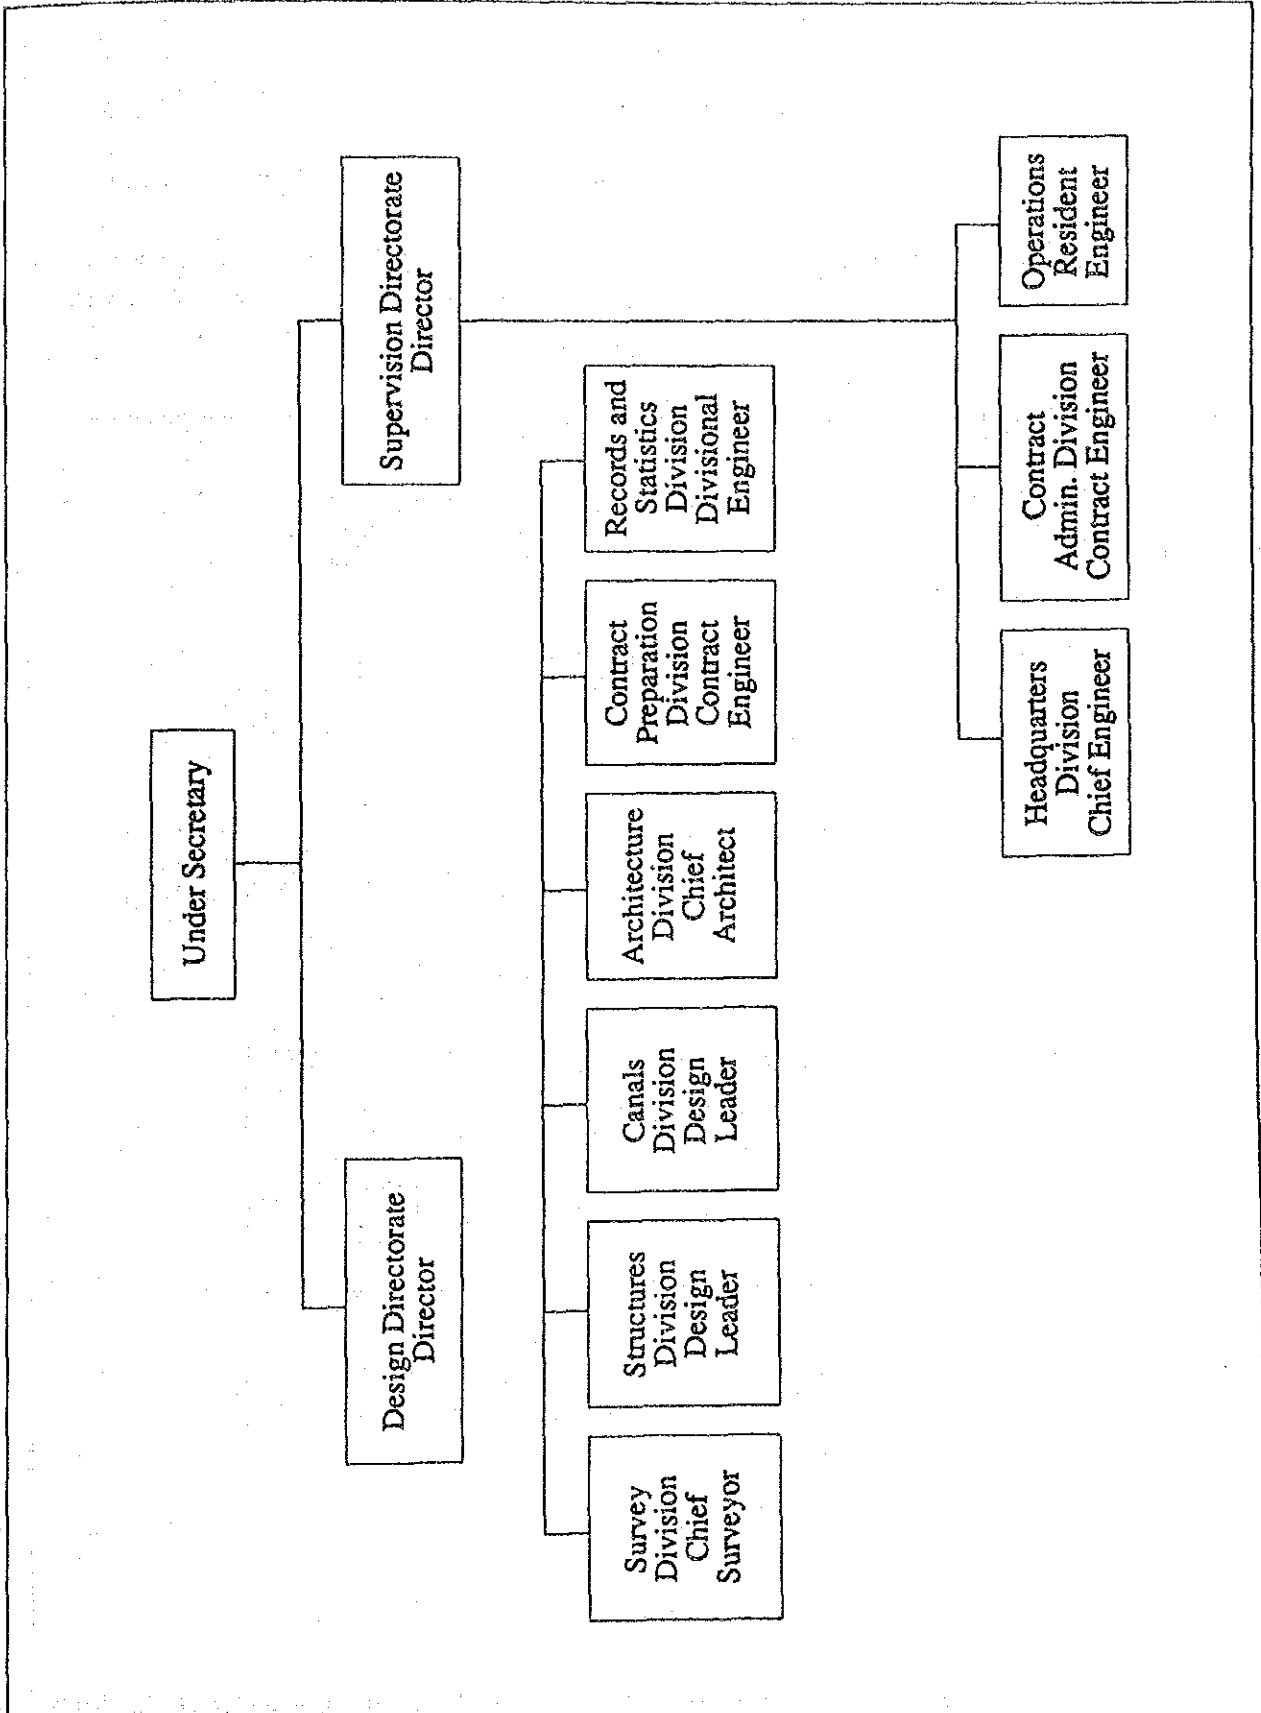 Under Secretary
Design Directorate
Director
Supervision Directorate
Director
Survey
Division
Chief
Surveyor
Structures
Division
Design
Leader
Canals
Division
Design
Leader
Architecture
Division
Chief
Architect
Contract
Preparation
Division
Contract
Engineer
Records and
Statistics
Division
Divisional
Engineer
Headquarters
Division
Chief Engineer
Contract
Admin. Division
Contract Engineer
Operations
Resident
Engineer